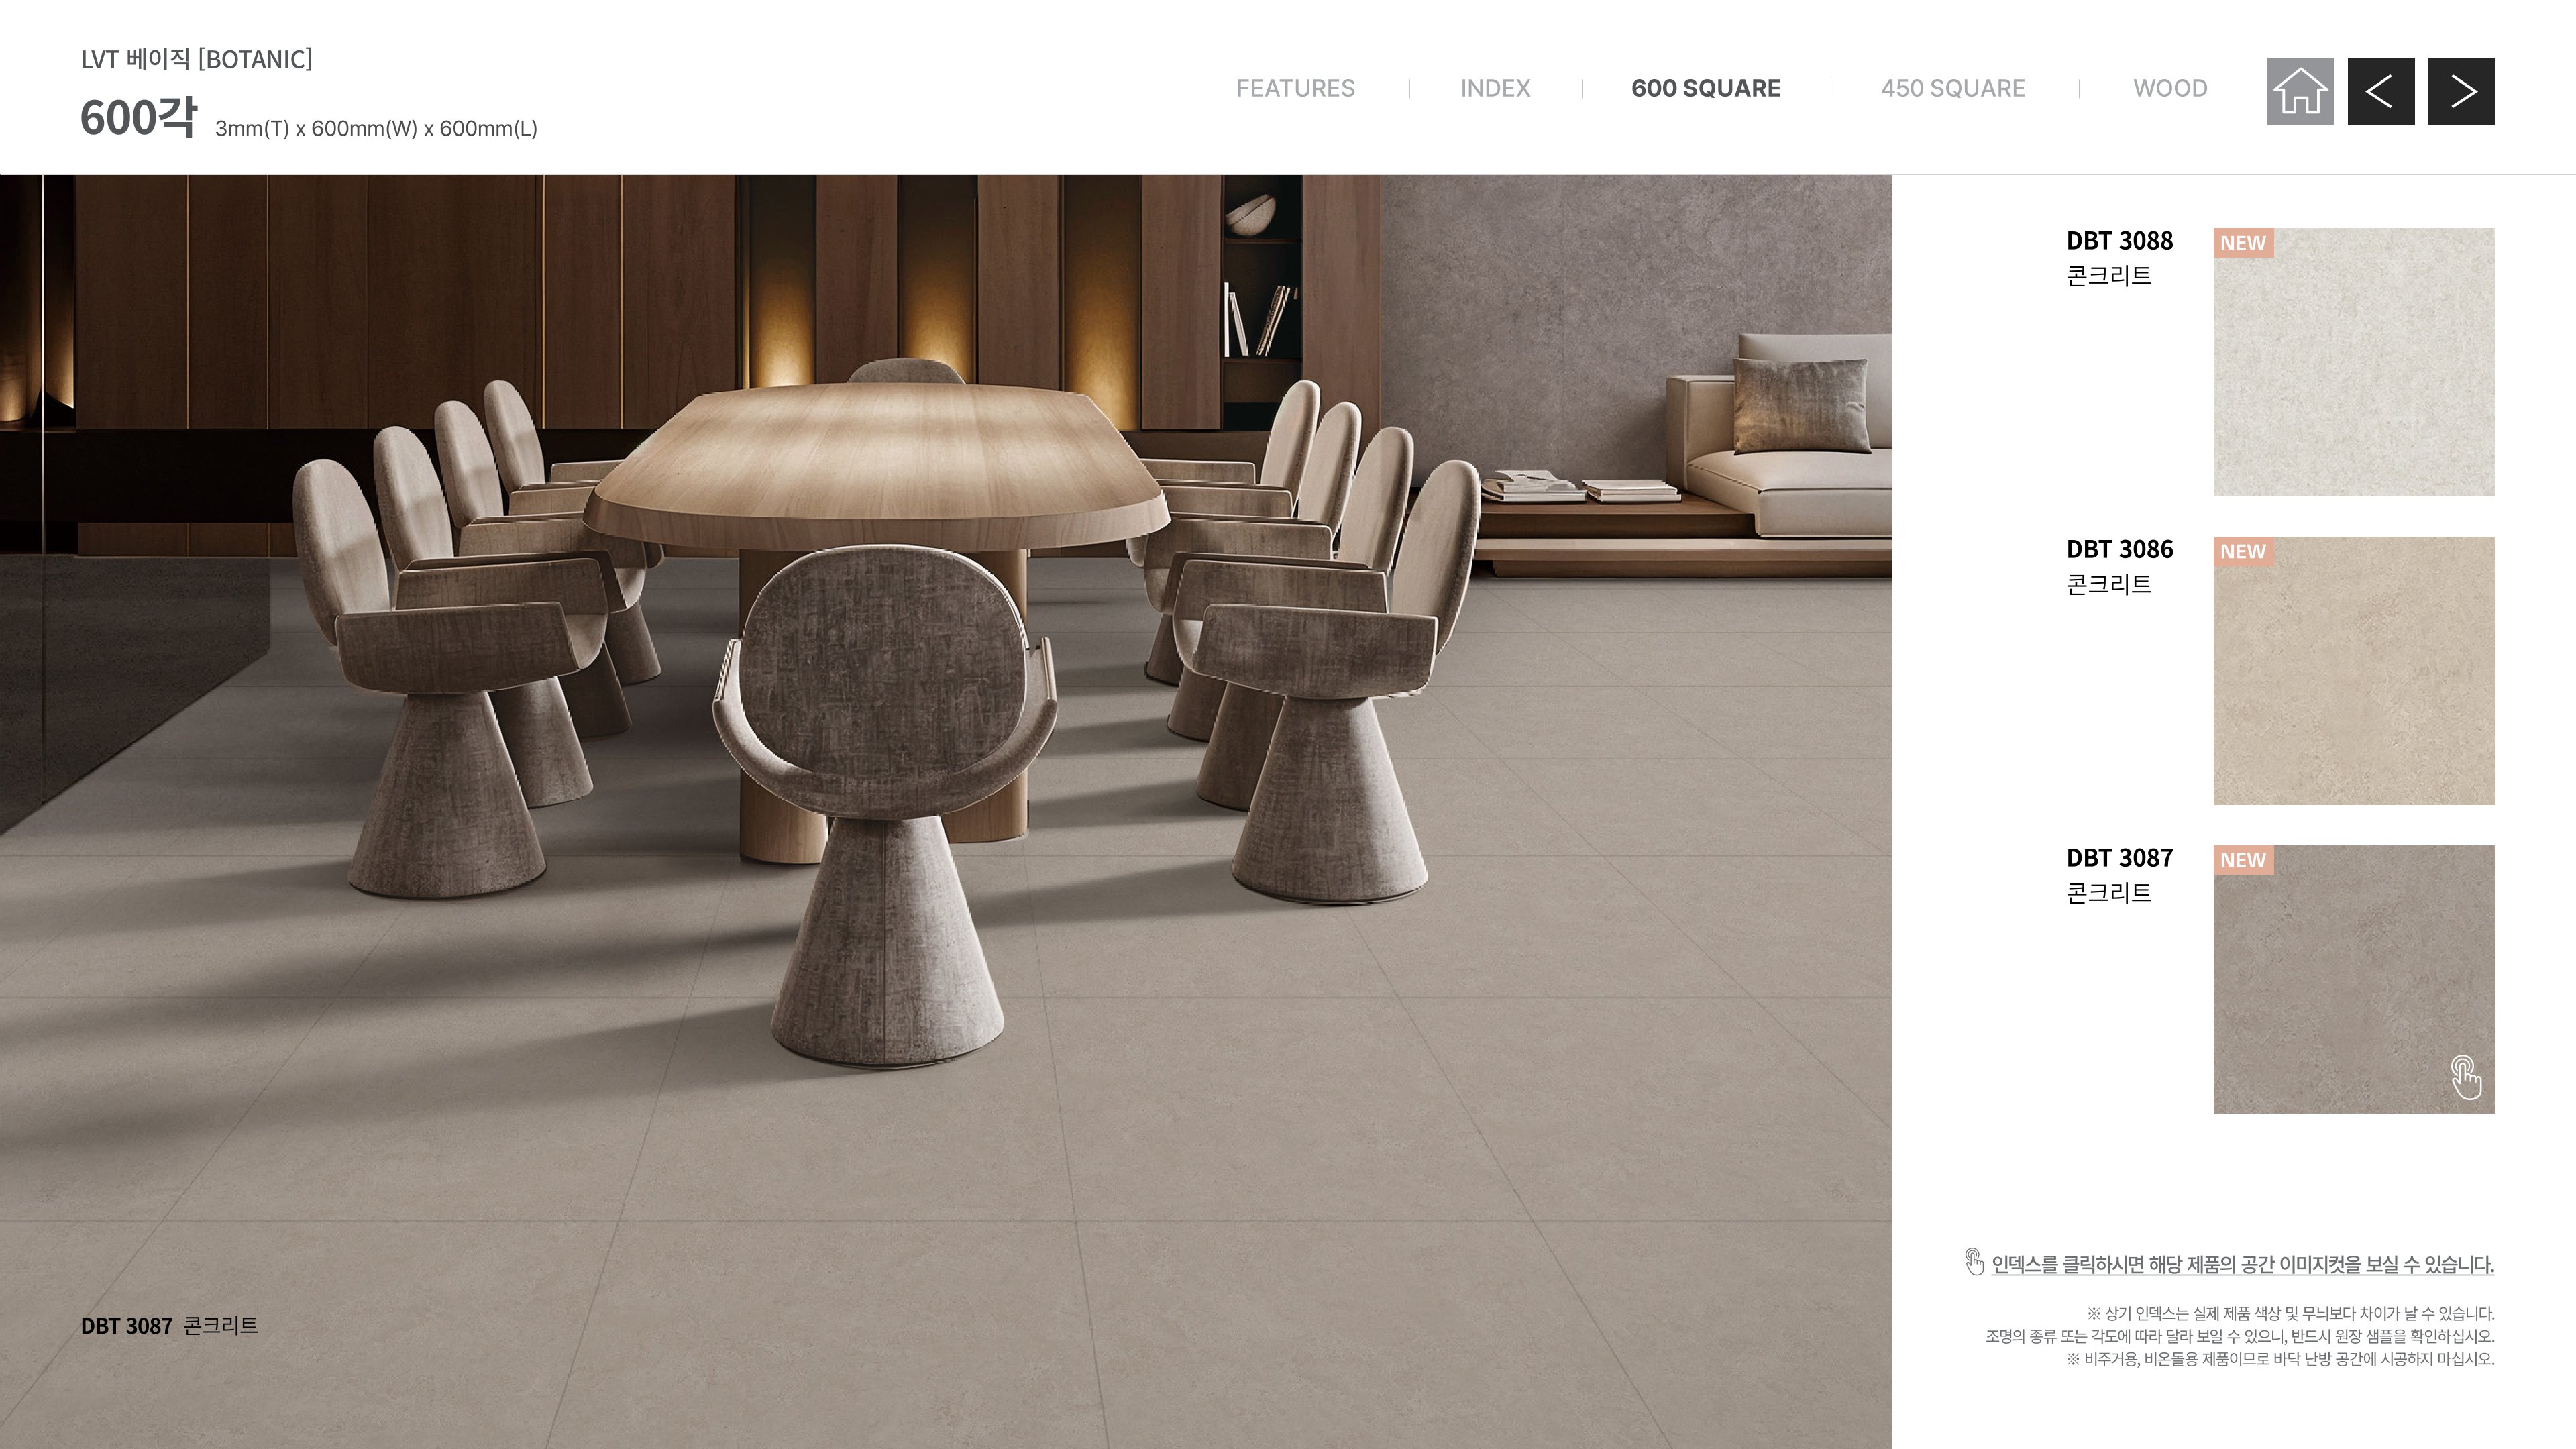 LVT 베이직 [BOTANIC]
600각 3mm(T) x 600mm(W) x 600mm(L)
FEATURES
INDEX
600 SQUARE
450 SQUARE
WOOD
DBT 3088
콘크리트
NEW
DBT 3086
콘크리트
NEW
DBT 3087
콘크리트
NEW
DBT 3087 콘크리트
인덱스를 클릭하시면 해당 제품의 공간 이미지컷을 보실 수 있습니다.
※ 상기 인덱스는 실제 제품 색상 및 무늬보다 차이가 날 수 있습니다.
조명의 종류 또는 각도에 따라 달라 보일 수 있으니, 반드시 원장 샘플을 확인하십시오.
※ 비주거용, 비온돌용 제품이므로 바닥 난방 공간에 시공하지 마십시오.